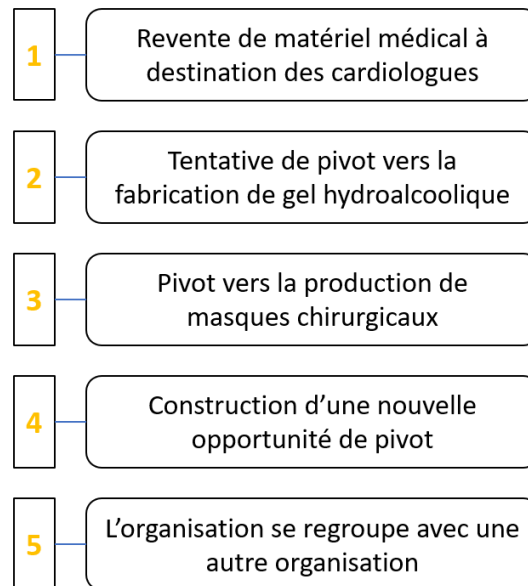 1
Revente de matériel médical à
destination des cardiologues
2
Tentative de pivot vers la
fabrication de gel hydroalcoolique
3
Pivot vers la production de
masques chirurgicaux
4
Construction d’une nouvelle
opportunité de pivot
5
L’organisation se regroupe avec une
autre organisation